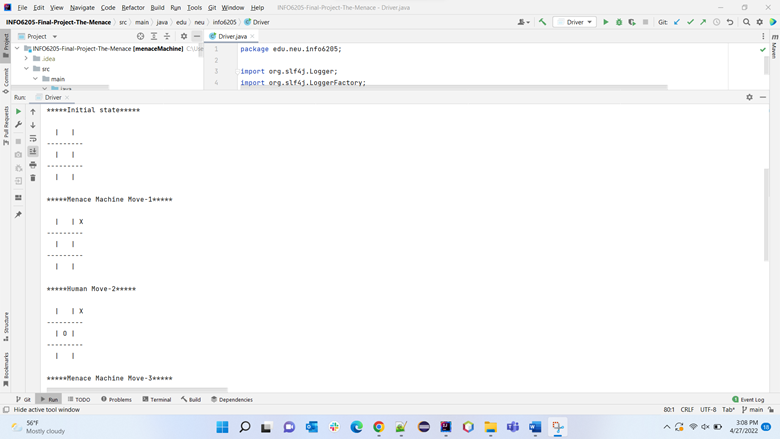 File Edit View Navigate Code Refactor Build Run Tools Git Window Help INFO6205-Final-Project-The-Menace - Driver.java
INFO6205-Final-Project-The-Menace › src › main › java › edu › neu › info6205 › Driver Driver Git:
Project Project Driver.java
INFO6205-Final-Project-The-Menace [menaceMachine]
.idea
src
main
java
1 package edu.neu.info6205;
2
3 import org.slf4j.Logger;
4 import org.slf4j.LoggerFactory;
Maven
Commit
Pull Requests
Run: Driver
*****Initial state*****
| |
---------
| |
---------
| |
*****Menace Machine Move-1*****
| | X
---------
| |
---------
| |
*****Human Move-2*****
| | X
---------
| O |
---------
| |
*****Menace Machine Move-3*****
Structure
Bookmarks
Git Run TODO Problems Terminal Build Dependencies Event Log
Hide active tool window 80:1 CRLF UTF-8 Tab* main
56°F
Mostly cloudy
3:08 PM
4/27/2022